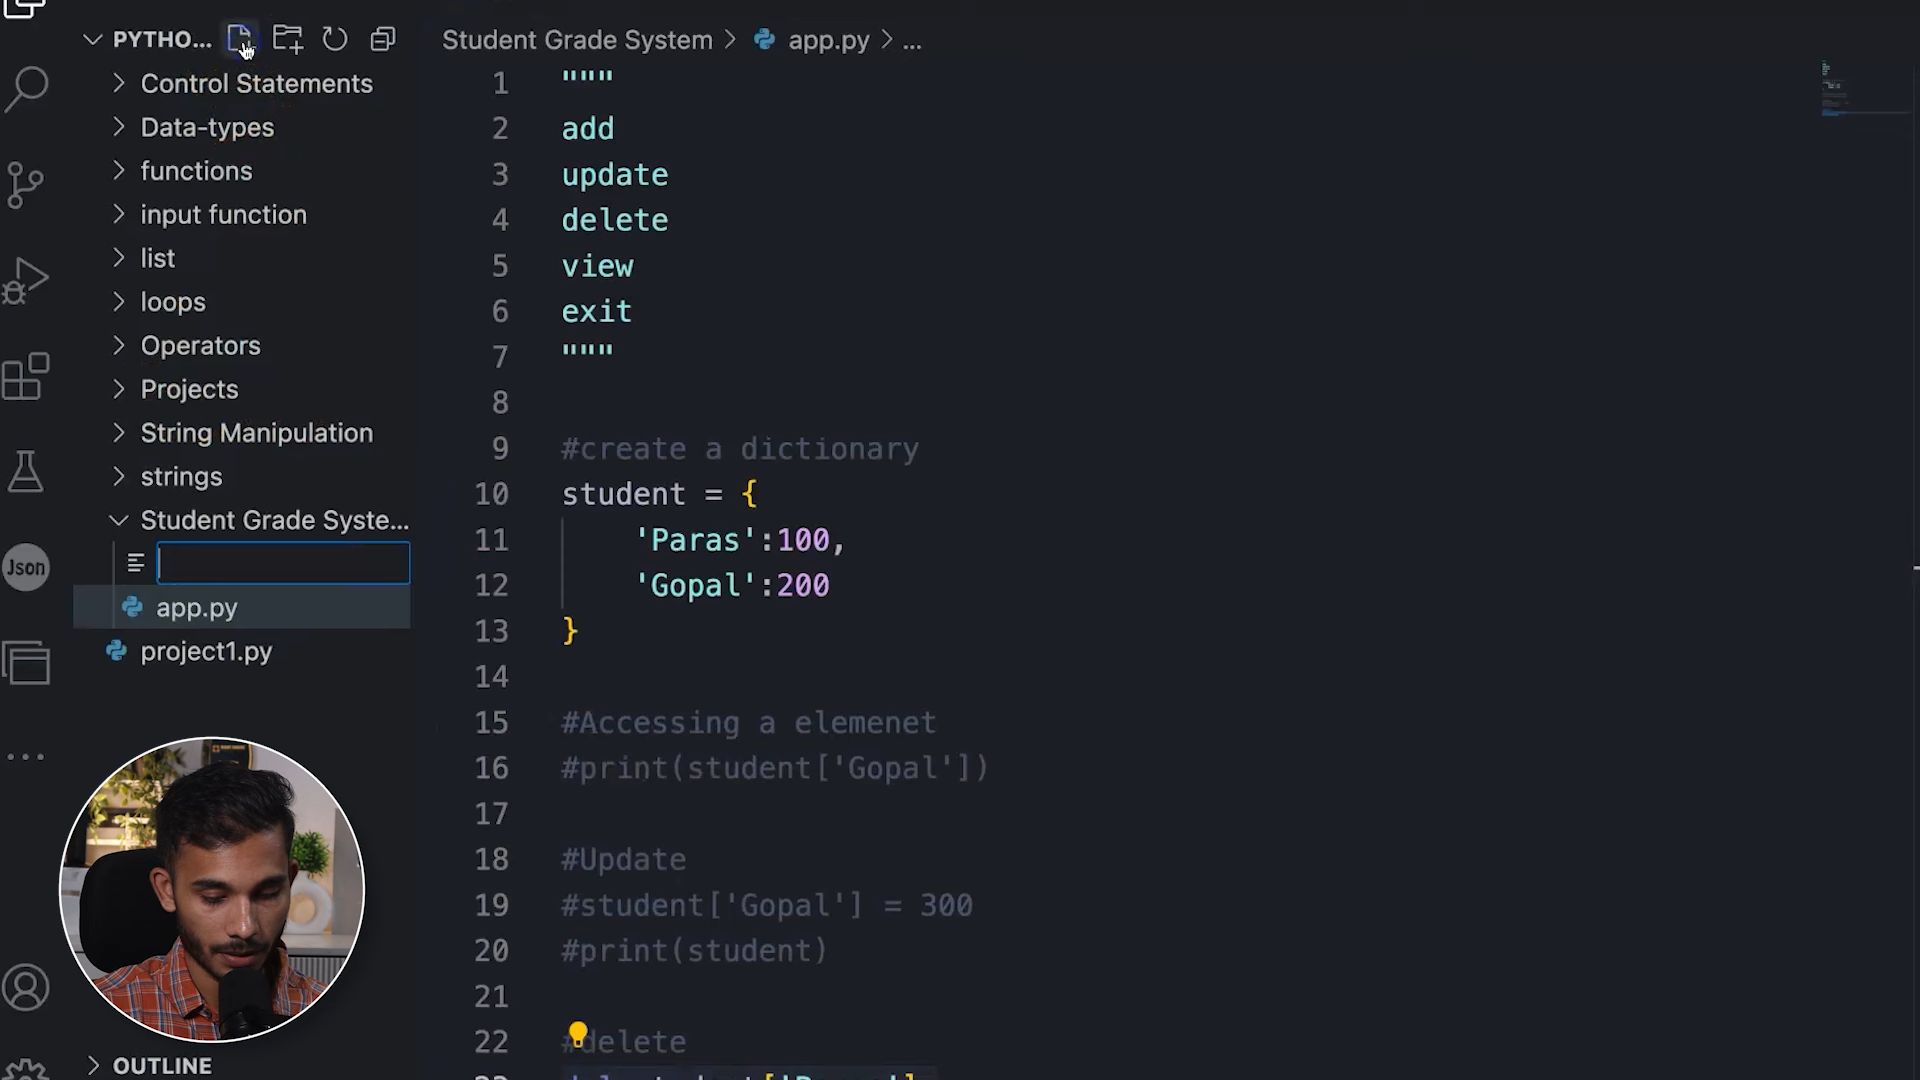 PYTHO...
Student Grade System > app.py > ...
Control Statements
Data-types
functions
input function
list
loops
Operators
Projects
String Manipulation
strings
Student Grade Syste...
app.py
project1.py
Json
OUTLINE
1 """
2 add
3 update
4 delete
5 view
6 exit
7 """
8
9 #create a dictionary
10 student = {
11 'Paras':100,
12 'Gopal':200
13 }
14
15 #Accessing a elemenet
16 #print(student['Gopal'])
17
18 #Update
19 #student['Gopal'] = 300
20 #print(student)
21
22 #delete